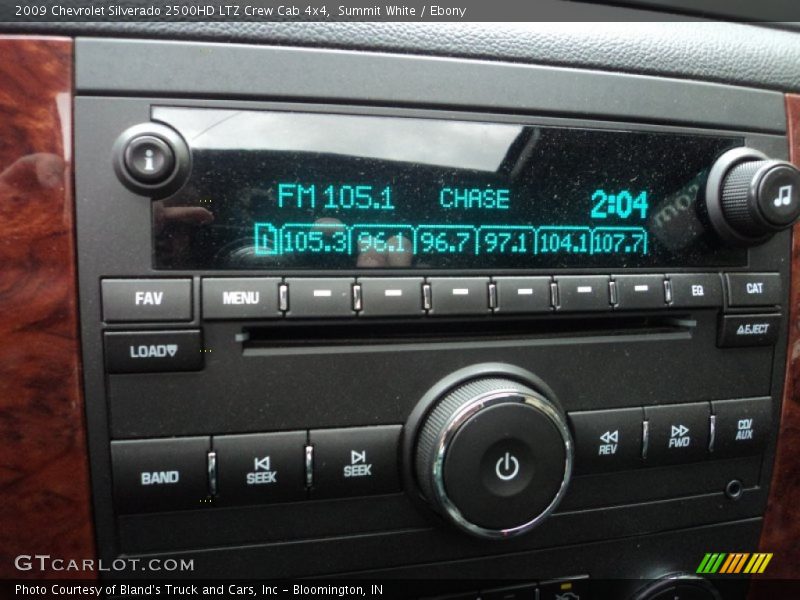 2009 Chevrolet Silverado 2500HD LTZ Crew Cab 4x4, Summit White / Ebony
i
FM 105.1 CHASE 2:04
1 105.3 96.1 96.7 97.1 104.1 107.7
FAV MENU EQ CAT
LOAD EJECT
BAND SEEK SEEK REV FWD CD/
AUX
GTCARLOT.COM
Photo Courtesy of Bland's Truck and Cars, Inc - Bloomington, IN